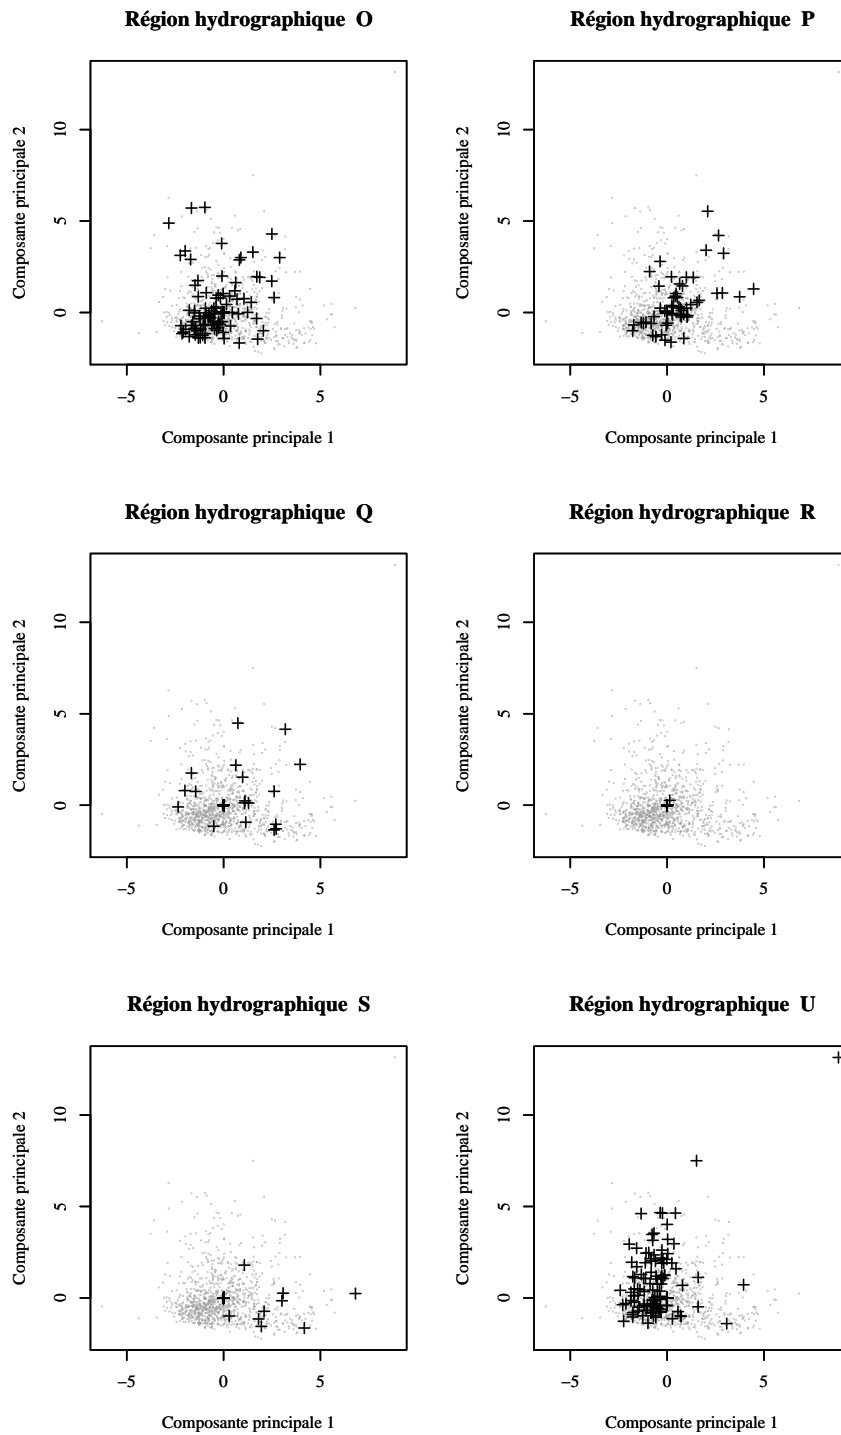 Région hydrographique O
Région hydrographique P
Composante principale 2
10
5
0
−5 0 5
Composante principale 1
Composante principale 2
10
5
0
−5 0 5
Composante principale 1
Région hydrographique Q
Région hydrographique R
Composante principale 2
10
5
0
−5 0 5
Composante principale 1
Composante principale 2
10
5
0
−5 0 5
Composante principale 1
Région hydrographique S
Région hydrographique U
Composante principale 2
10
5
0
−5 0 5
Composante principale 1
Composante principale 2
10
5
0
−5 0 5
Composante principale 1